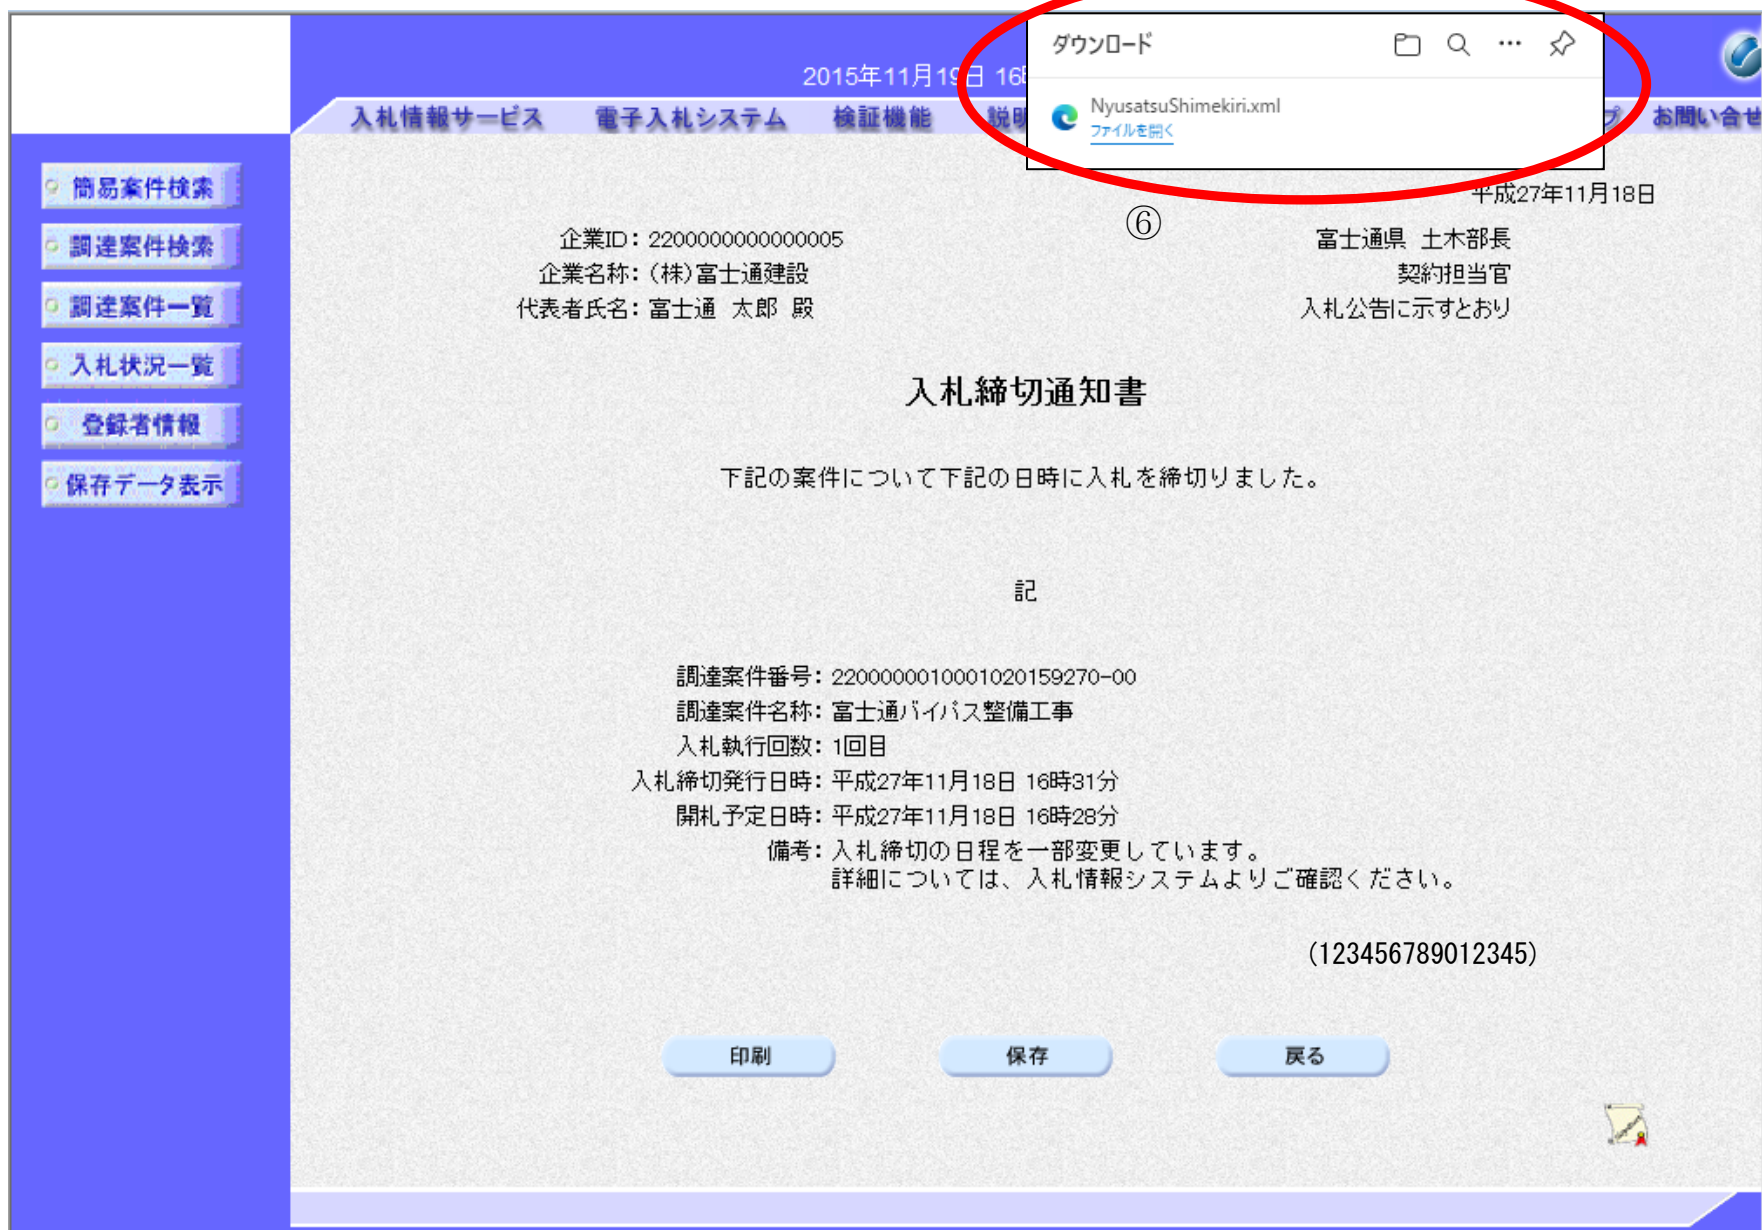 2015年11月19日 16
ダウンロード
NyusatsuShimekiri.xml
ファイルを開く
入札情報サービス 電子入札システム 検証機能 説明 プ お問い合せ
簡易案件検索
調達案件検索
調達案件一覧
入札状況一覧
登録者情報
保存データ表示
⑥
平成27年11月18日
企業ID：2200000000000005
企業名称：（株）富士通建設
代表者氏名：富士通 太郎 殿
富士通県 土木部長
契約担当官
入札公告に示すとおり
入札締切通知書
下記の案件について下記の日時に入札を締切りました。
記
調達案件番号：2200000010001020159270-00
調達案件名称：富士通バイパス整備工事
入札執行回数：1回目
入札締切発行日時：平成27年11月18日 16時31分
開札予定日時：平成27年11月18日 16時28分
備考：入札締切の日程を一部変更しています。
詳細については、入札情報システムよりご確認ください。
(123456789012345)
印刷 保存 戻る